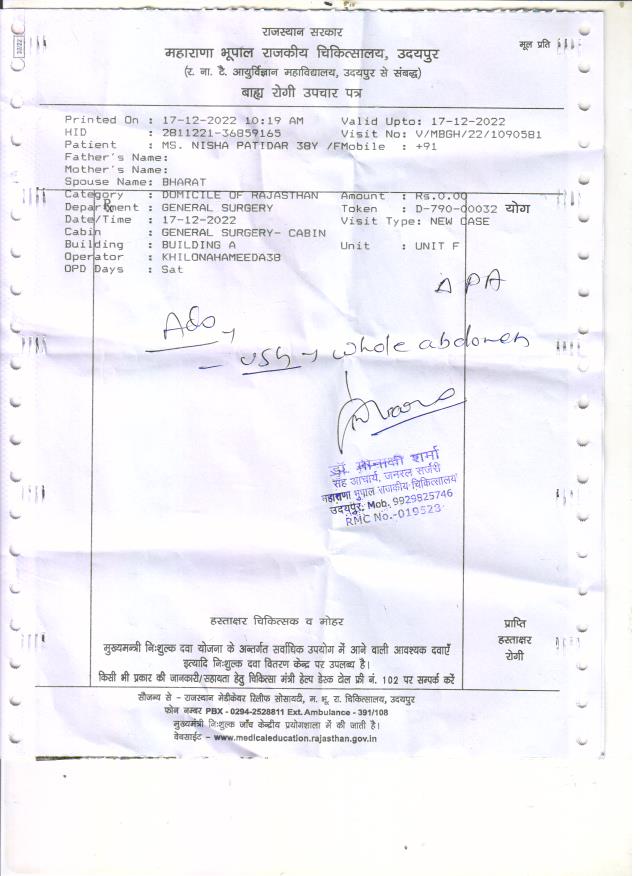 राजस्थान सरकार
महाराणा भूपाल राजकीय चिकित्सालय, उदयपुर
मूल प्रति
(र. ना. टै. आयुर्विज्ञान महाविद्यालय, उदयपुर से संबद्ध)
बाह्य रोगी उपचार पत्र
Printed On : 17-12-2022 10:19 AM Valid Upto: 17-12-2022
HID : 2811221-36859165 Visit No: V/MBGH/22/1090581
Patient : MS. NISHA PATIDAR 38Y /FMobile : +91
Father's Name:
Mother's Name:
Spouse Name: BHARAT
Category : DOMICILE OF RAJASTHAN Amount : Rs.0.00
Department : GENERAL SURGERY Token : D-790-00032 योग
Date/Time : 17-12-2022 Visit Type: NEW CASE
Cabin : GENERAL SURGERY- CABIN
Building : BUILDING A Unit : UNIT F
Operator : KHILONAHAMEEDA38
OPD Days : Sat
Adv
USG whole abdomen
डॉ. मीनाक्षी शर्मा
सह आचार्य, जनरल सर्जरी
महाराणा भूपाल राजकीय चिकित्सालय
उदयपुर. Mob. 9929825746
RMC No.-019523
हस्ताक्षर चिकित्सक व मोहर
प्राप्ति
हस्ताक्षर
रोगी
मुख्यमन्त्री निःशुल्क दवा योजना के अन्तर्गत सर्वाधिक उपयोग में आने वाली आवश्यक दवाएँ
इत्यादि निःशुल्क दवा वितरण केन्द्र पर उपलब्ध है।
किसी भी प्रकार की जानकारी/सहायता हेतु चिकित्सा मंत्री हेल्प डेस्क टोल फ्री नं. 102 पर सम्पर्क करें
सौजन्य से - राजस्थान मेडीकेयर रिलीफ सोसायटी, म. भू. रा. चिकित्सालय, उदयपुर
फोन नम्बर PBX - 0294-2528811 Ext. Ambulance - 391/108
मुख्यमंत्री निःशुल्क जाँच केन्द्रीय प्रयोगशाला में की जाती है।
वेबसाईट - www.medicaleducation.rajasthan.gov.in